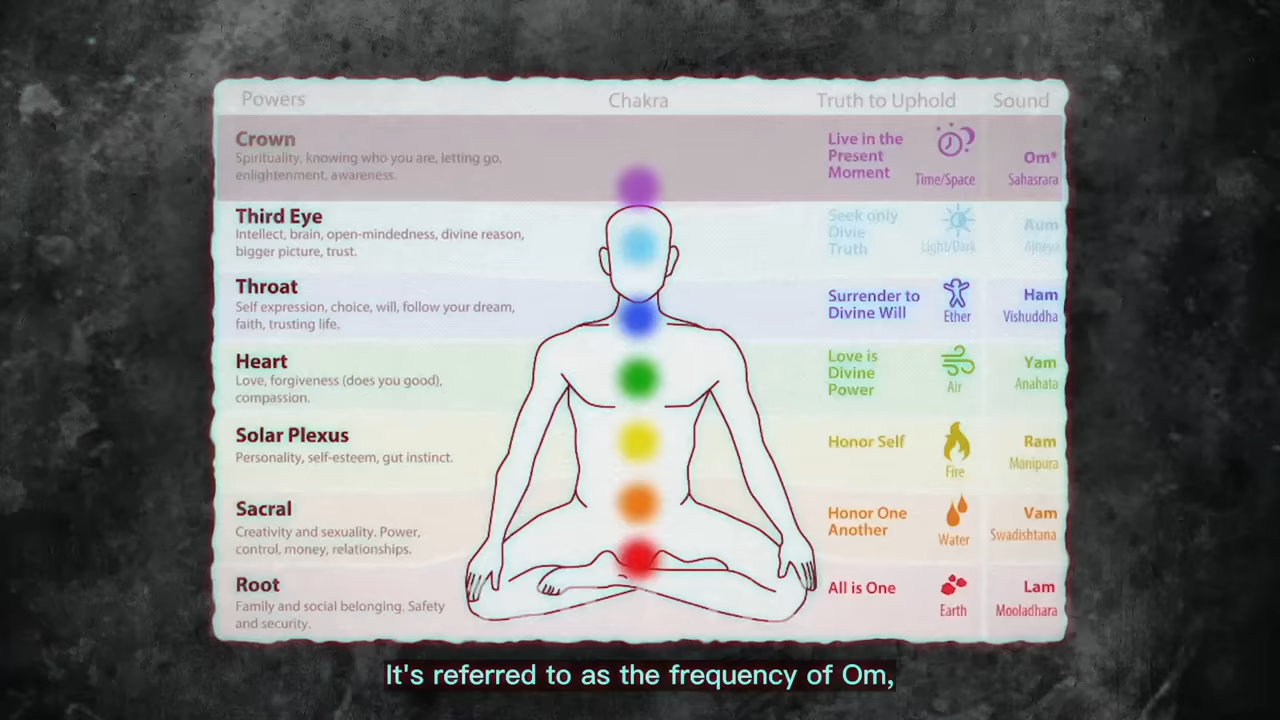 Powers Chakra Truth to Uphold Sound
Crown
Spirituality, knowing who you are, letting go,
enlightenment, awareness.
Live in the
Present
Moment
Time/Space
Om*
Sahasrara
Third Eye
Intellect, brain, open-mindedness, divine reason,
bigger picture, trust.
Seek only
Divie
Truth
Light/Dark
Aum
Ajneya
Throat
Self expression, choice, will, follow your dream,
faith, trusting life.
Surrender to
Divine Will
Ether
Ham
Vishuddha
Heart
Love, forgiveness (does you good),
compassion.
Love is
Divine
Power
Air
Yam
Anahata
Solar Plexus
Personality, self-esteem, gut instinct.
Honor Self
Fire
Ram
Manipura
Sacral
Creativity and sexuality. Power,
control, money, relationships.
Honor One
Another
Water
Vam
Swadishtana
Root
Family and social belonging. Safety
and security.
All is One
Earth
Lam
Mooladhara
It's referred to as the frequency of Om,